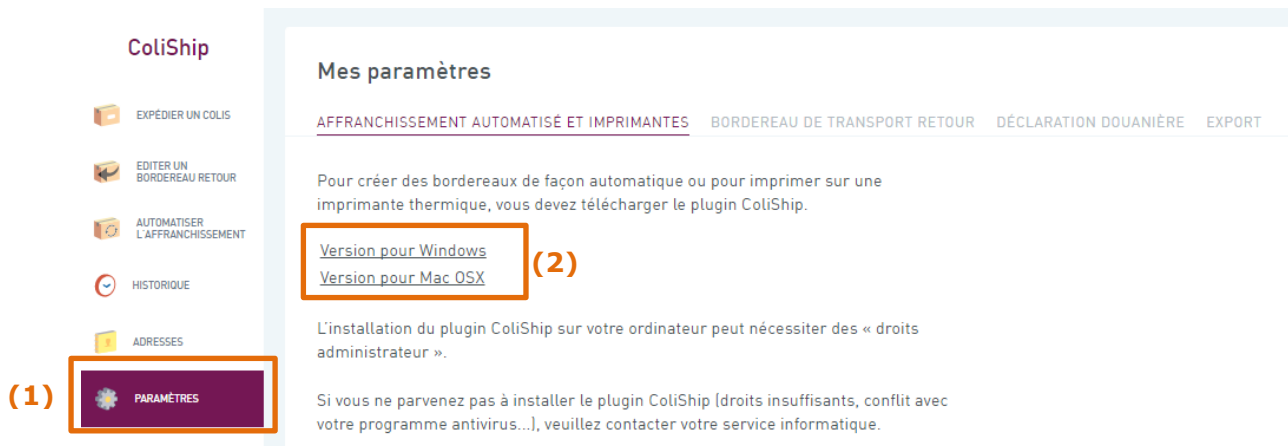 ColiShip
EXPÉDIER UN COLIS
EDITER UN
BORDEREAU RETOUR
AUTOMATISER
L'AFFRANCHISSEMENT
HISTORIQUE
ADRESSES
(1)
PARAMÈTRES
Mes paramètres
AFFRANCHISSEMENT AUTOMATISÉ ET IMPRIMANTES BORDEREAU DE TRANSPORT RETOUR DÉCLARATION DOUANIÈRE EXPORT
Pour créer des bordereaux de façon automatique ou pour imprimer sur une
imprimante thermique, vous devez télécharger le plugin ColiShip.
Version pour Windows
(2)
Version pour Mac OSX
L'installation du plugin ColiShip sur votre ordinateur peut nécessiter des « droits
administrateur ».
Si vous ne parvenez pas à installer le plugin ColiShip (droits insuffisants, conflit avec
votre programme antivirus...), veuillez contacter votre service informatique.